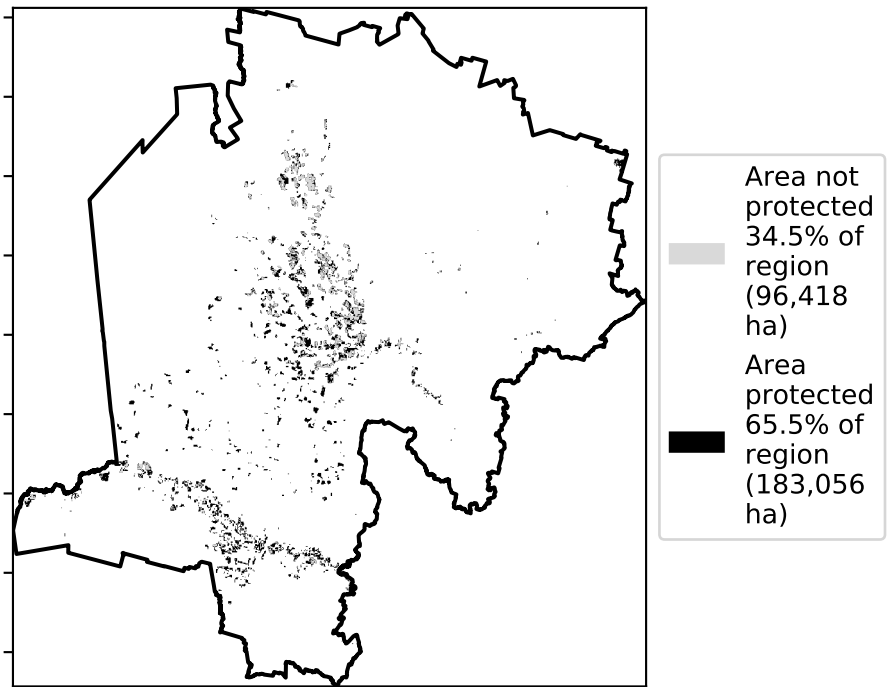 Area not
protected
34.5% of
region
(96,418
ha)
Area
protected
65.5% of
region
(183,056
ha)